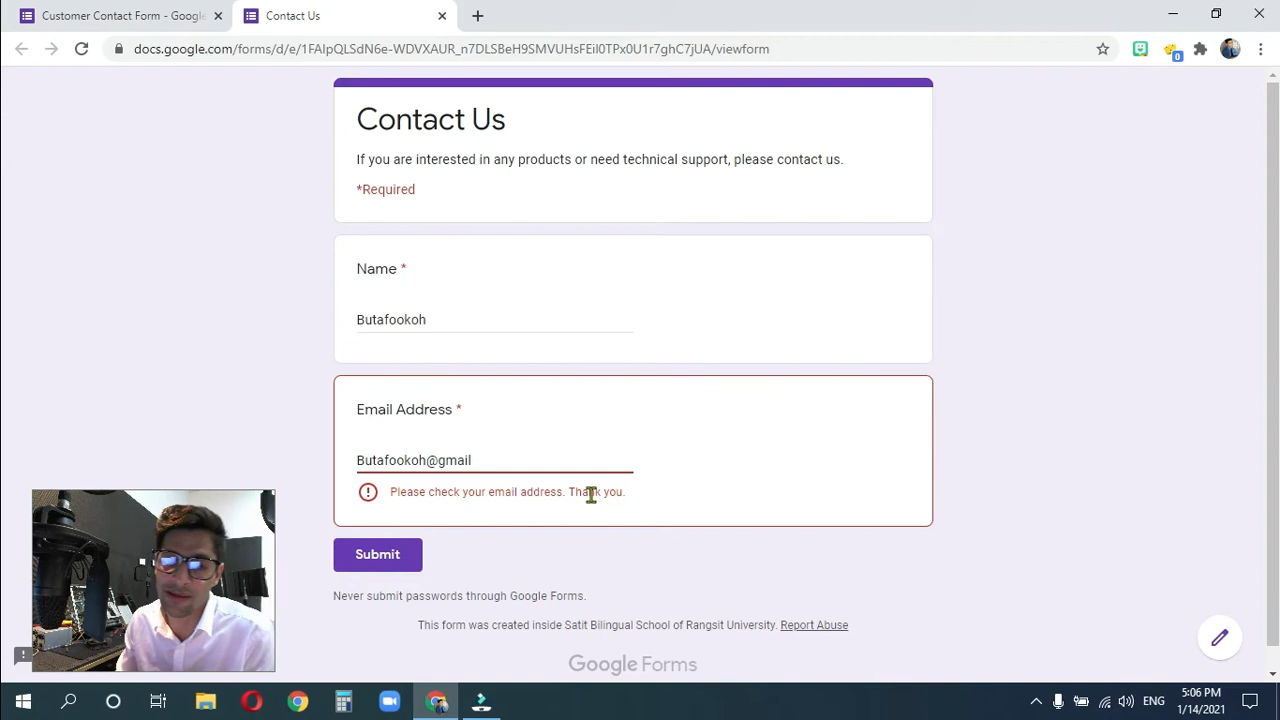 Customer Contact Form - Google
Contact Us
docs.google.com/forms/d/e/1FAIpQLSdN6e-WDVXAUR_n7DLSBeH9SMVUHsFEil0TPx0U1r7ghC7jUA/viewform
0
Contact Us
If you are interested in any products or need technical support, please contact us.
*Required
Name *
Butafookoh
Email Address *
Butafookoh@gmail
Please check your email address. Thank you.
Submit
Never submit passwords through Google Forms.
This form was created inside Satit Bilingual School of Rangsit University. Report Abuse
Google Forms
ENG
5:06 PM
1/14/2021